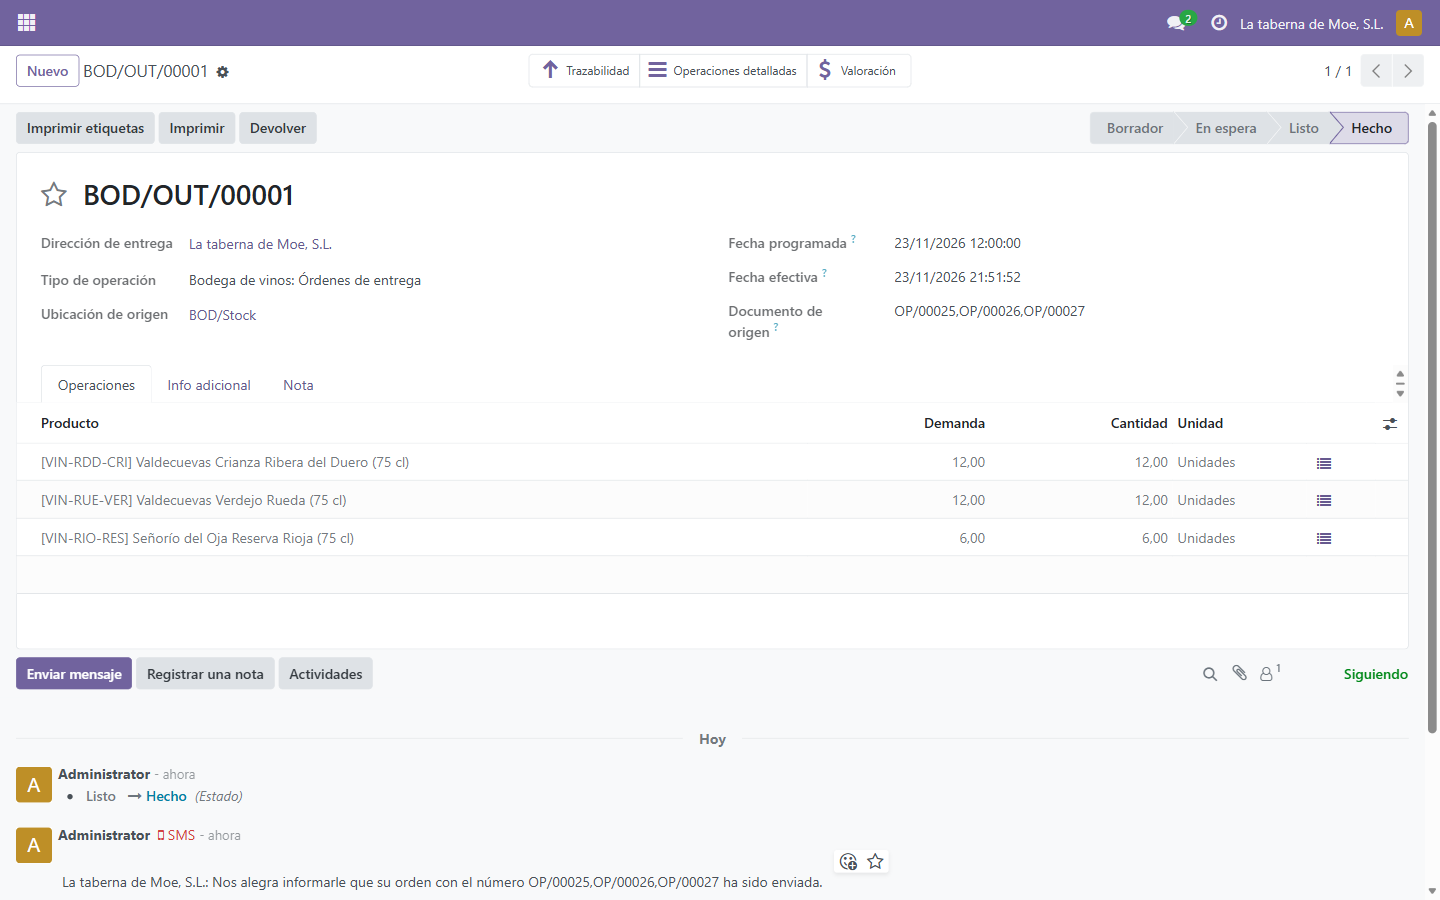 2
La taberna de Moe, S.L.
A
Nuevo
BOD/OUT/00001
Trazabilidad
Operaciones detalladas
Valoración
1 / 1
Imprimir etiquetas
Imprimir
Devolver
Borrador
En espera
Listo
Hecho
BOD/OUT/00001
Dirección de entrega
La taberna de Moe, S.L.
Tipo de operación
Bodega de vinos: Órdenes de entrega
Ubicación de origen
BOD/Stock
Fecha programada ?
23/11/2026 12:00:00
Fecha efectiva ?
23/11/2026 21:51:52
Documento de
origen ?
OP/00025,OP/00026,OP/00027
Operaciones
Info adicional
Nota
Producto Demanda Cantidad Unidad
[VIN-RDD-CRI] Valdecuevas Crianza Ribera del Duero (75 cl) 12,00 12,00 Unidades
[VIN-RUE-VER] Valdecuevas Verdejo Rueda (75 cl) 12,00 12,00 Unidades
[VIN-RIO-RES] Señorío del Oja Reserva Rioja (75 cl) 6,00 6,00 Unidades
Enviar mensaje
Registrar una nota
Actividades
1
Siguiendo
Hoy
A
Administrator - ahora
• Listo → Hecho (Estado)
A
Administrator SMS - ahora
La taberna de Moe, S.L.: Nos alegra informarle que su orden con el número OP/00025,OP/00026,OP/00027 ha sido enviada.